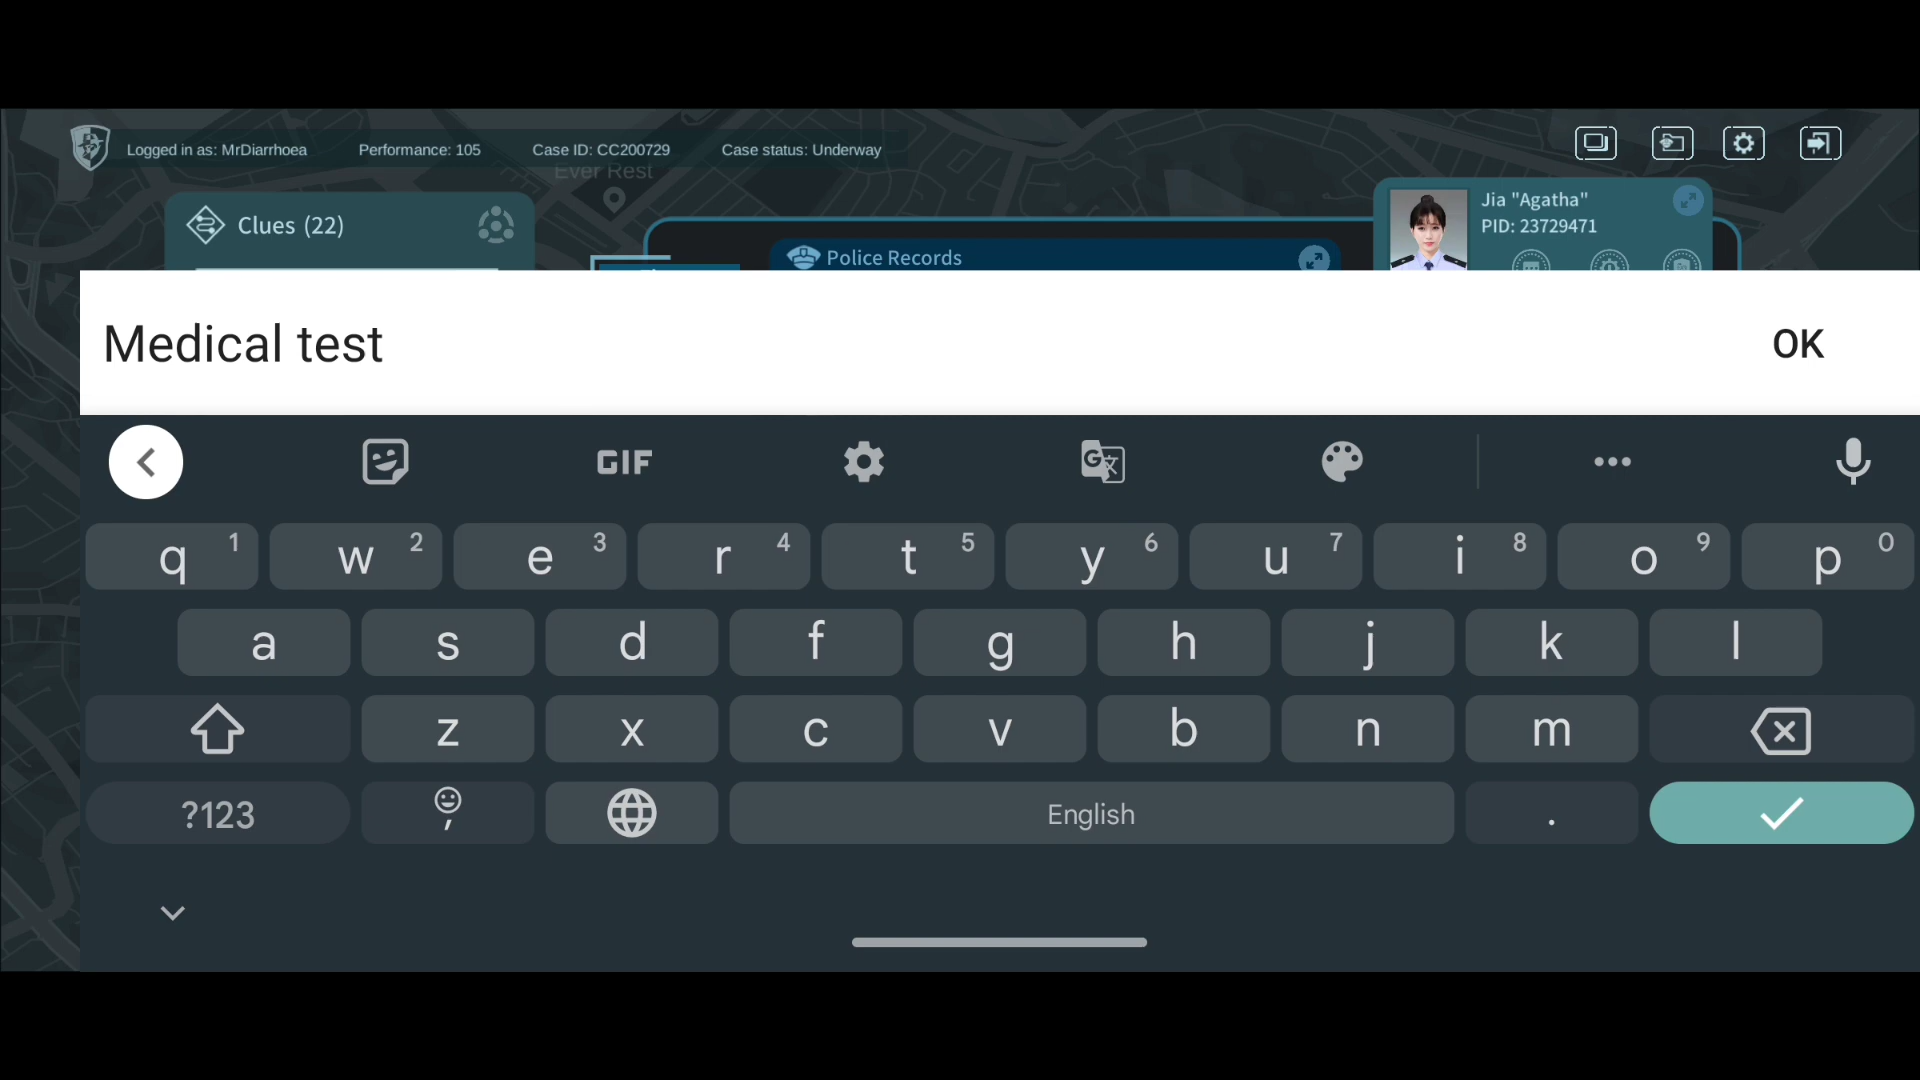 Logged in as: MrDiarrhoea Performance: 105 Case ID: CC200729 Case status: Underway
Ever Rest
Clues (22)
Police Records
Jia "Agatha"
PID: 23729471
Medical test
OK
GIF
q 1 w 2 e 3 r 4 t 5 y 6 u 7 i 8 o 9 p 0
a s d f g h j k l
z x c v b n m
?123 , English .